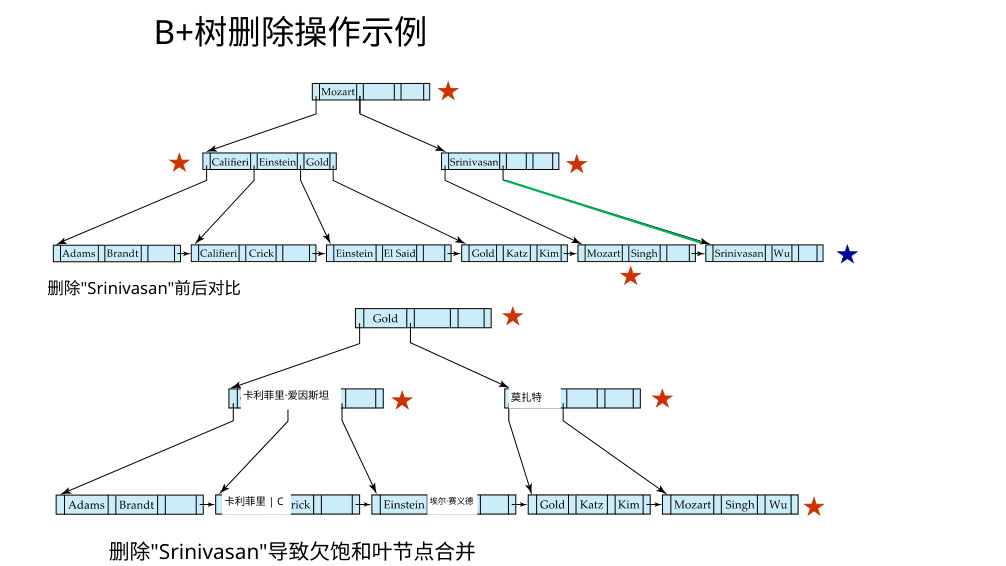 B+树删除操作示例
Mozart
Califieri Einstein Gold
Srinivasan
Adams Brandt
Califieri Crick
Einstein El Said
Gold Katz Kim
Mozart Singh
Srinivasan Wu
删除"Srinivasan"前后对比
Gold
卡利菲里·爱因斯坦
莫扎特
Adams Brandt
卡利菲里 | C rick
Einstein 埃尔·赛义德
Gold Katz Kim
Mozart Singh Wu
删除"Srinivasan"导致欠饱和叶节点合并